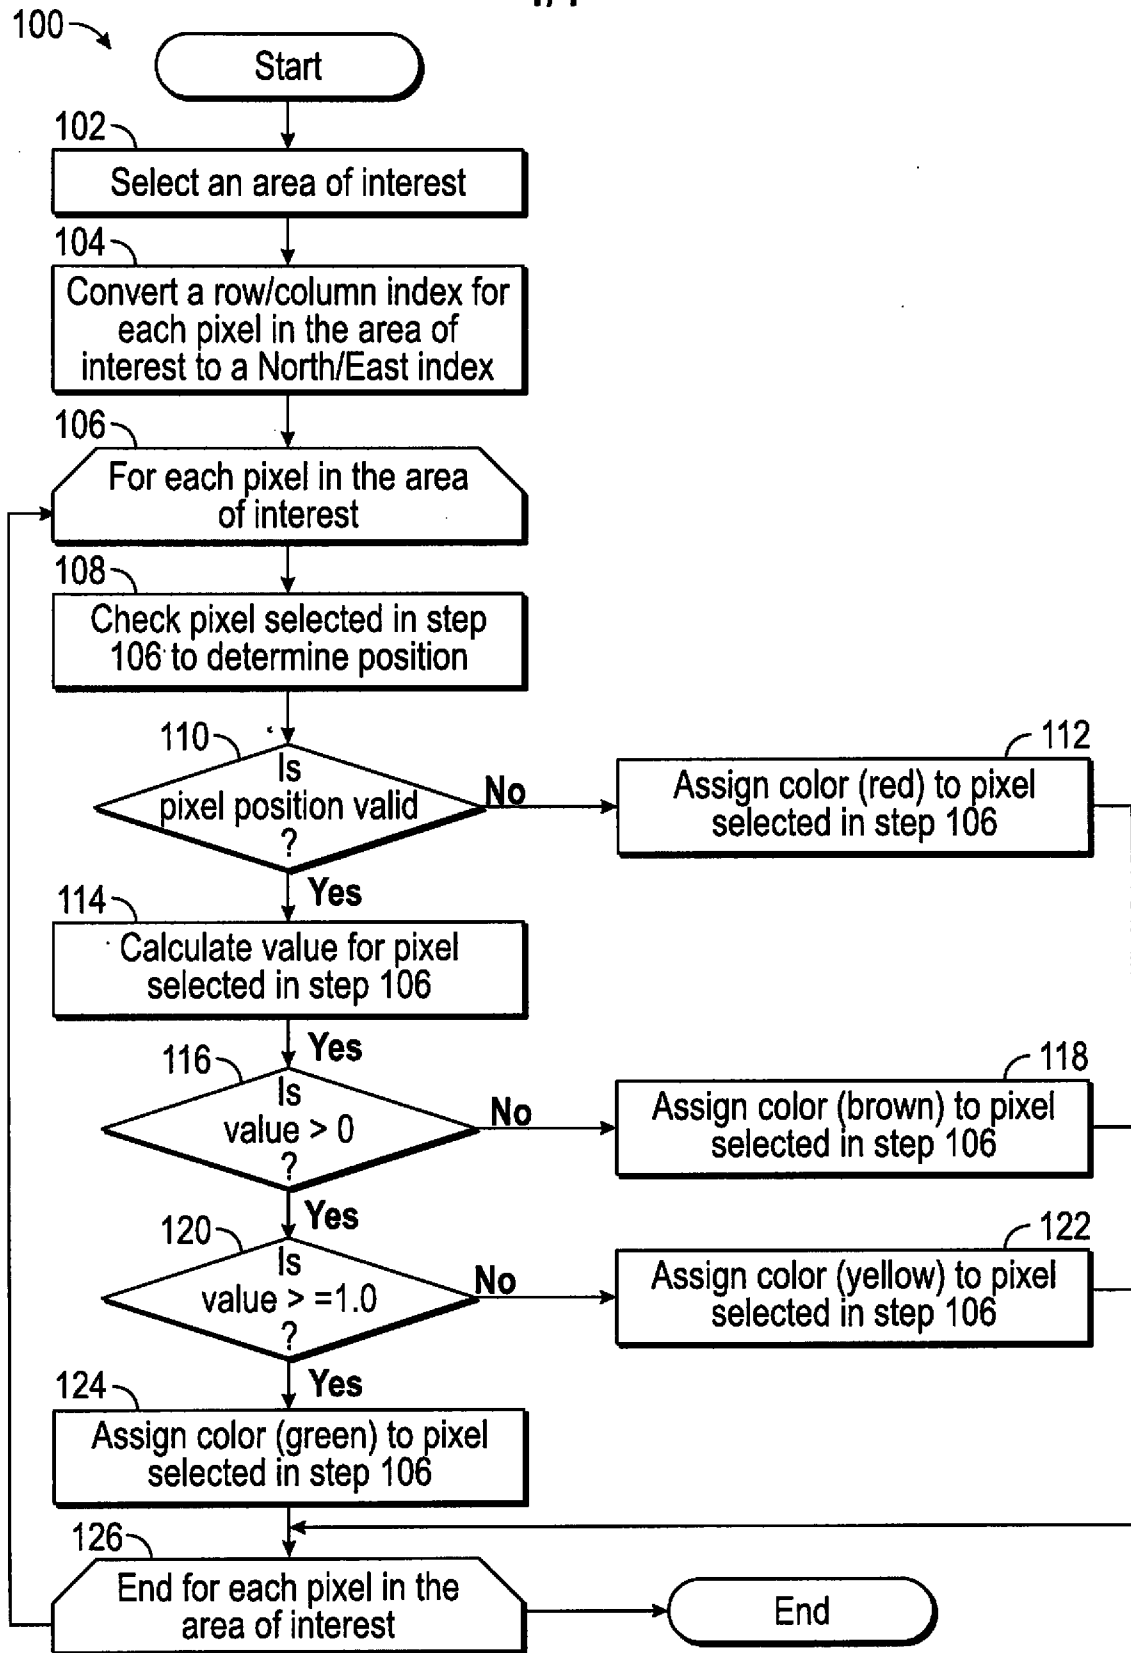 100
Start
102
Select an area of interest
104
Convert a row/column index for
each pixel in the area of
interest to a North/East index
106
For each pixel in the area
of interest
108
Check pixel selected in step
106 to determine position
110
Is
pixel position valid
?
No
112
Assign color (red) to pixel
selected in step 106
Yes
114
Calculate value for pixel
selected in step 106
Yes
116
Is
value > 0
?
No
118
Assign color (brown) to pixel
selected in step 106
Yes
120
Is
value > =1.0
?
No
122
Assign color (yellow) to pixel
selected in step 106
Yes
124
Assign color (green) to pixel
selected in step 106
126
End for each pixel in the
area of interest
End